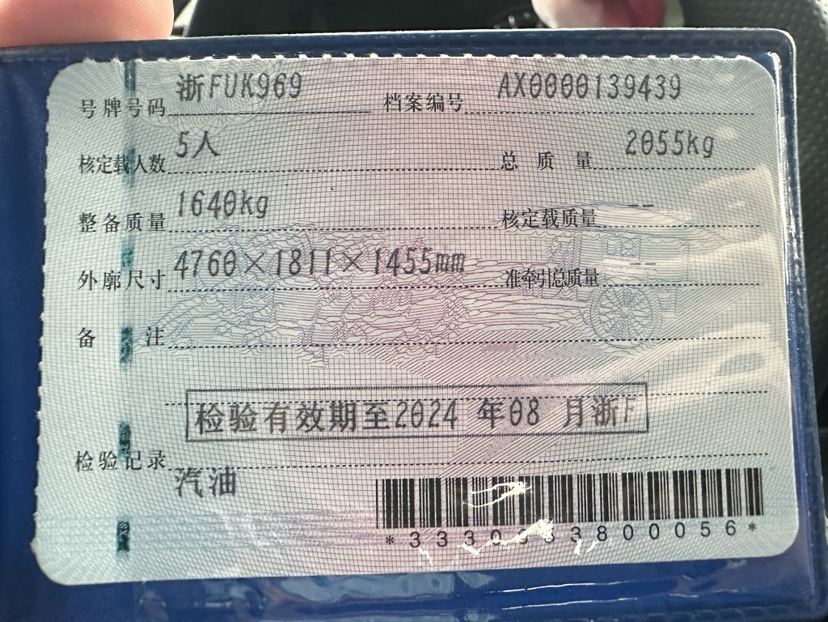 号牌号码 浙FUK969 档案编号 AX0000139439
核定载人数 5人 总质量 2055kg
整备质量 1640kg 核定载质量 --
外廓尺寸 4760×1811×1455mm 准牵引总质量 --
备注
检验有效期至2024年08月浙F
检验记录 汽油